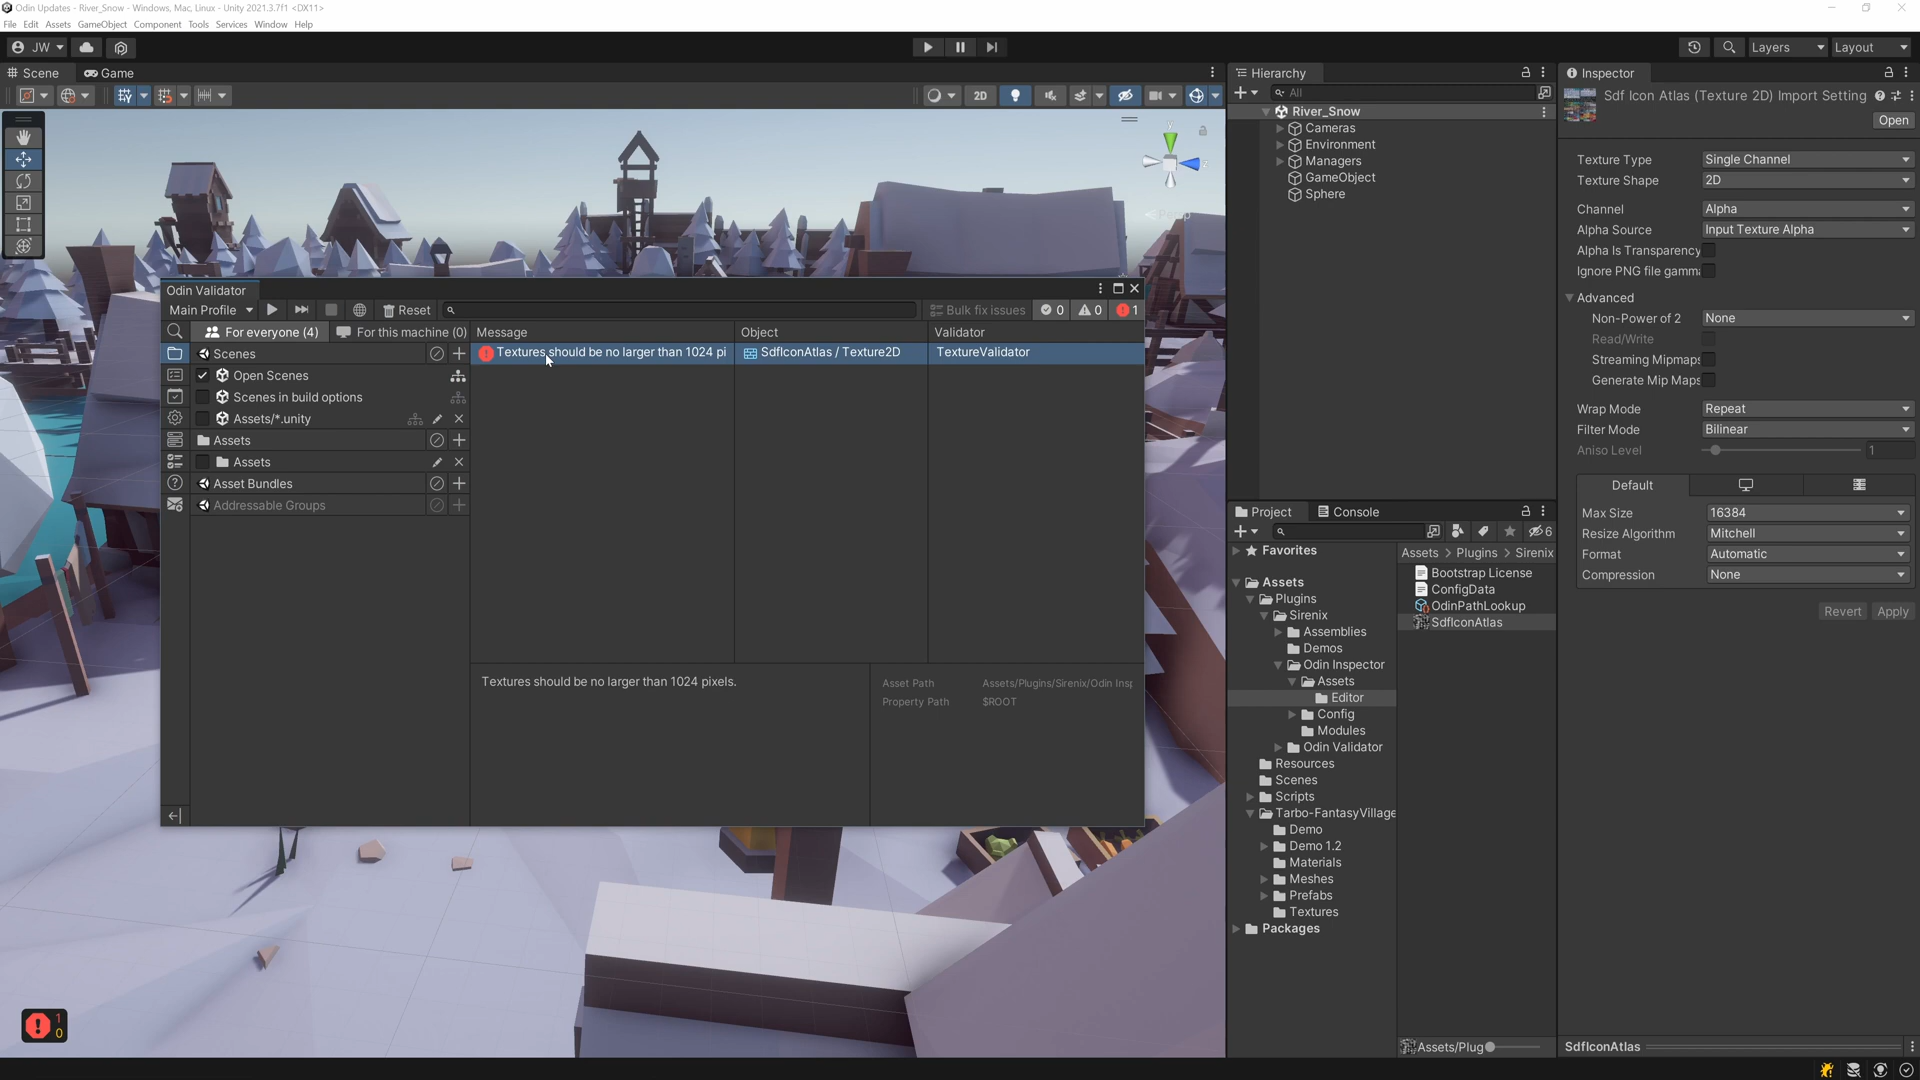 Odin Updates - River_Snow - Windows, Mac, Linux - Unity 2021.3.7f1 <DX11>
File Edit Assets GameObject Component Tools Services Window Help
JW
Layers
Layout
Scene
Game
2D
Odin Validator
Main Profile
Reset
Bulk fix issues
0
0
1
For everyone (4)
For this machine (0)
Message
Object
Validator
Scenes
Open Scenes
Scenes in build options
Assets/*.unity
Assets
Assets
Asset Bundles
Addressable Groups
Textures should be no larger than 1024 pi
SdfIconAtlas / Texture2D
TextureValidator
Textures should be no larger than 1024 pixels.
Asset Path
Assets/Plugins/Sirenix/Odin Insp
Property Path
$ROOT
1
0
Hierarchy
All
River_Snow
Cameras
Environment
Managers
GameObject
Sphere
Project
Console
6
Favorites
Assets
Plugins
Sirenix
Assemblies
Demos
Odin Inspector
Assets
Editor
Config
Modules
Odin Validator
Resources
Scenes
Scripts
Tarbo-FantasyVillage
Demo
Demo 1.2
Materials
Meshes
Prefabs
Textures
Packages
Assets > Plugins > Sirenix
Bootstrap License
ConfigData
OdinPathLookup
SdfIconAtlas
Assets/Plug
Inspector
Sdf Icon Atlas (Texture 2D) Import Setting
Open
Texture Type
Single Channel
Texture Shape
2D
Channel
Alpha
Alpha Source
Input Texture Alpha
Alpha Is Transparency
Ignore PNG file gamma
Advanced
Non-Power of 2
None
Read/Write
Streaming Mipmaps
Generate Mip Maps
Wrap Mode
Repeat
Filter Mode
Bilinear
Aniso Level
1
Default
Max Size
16384
Resize Algorithm
Mitchell
Format
Automatic
Compression
None
Revert
Apply
SdfIconAtlas